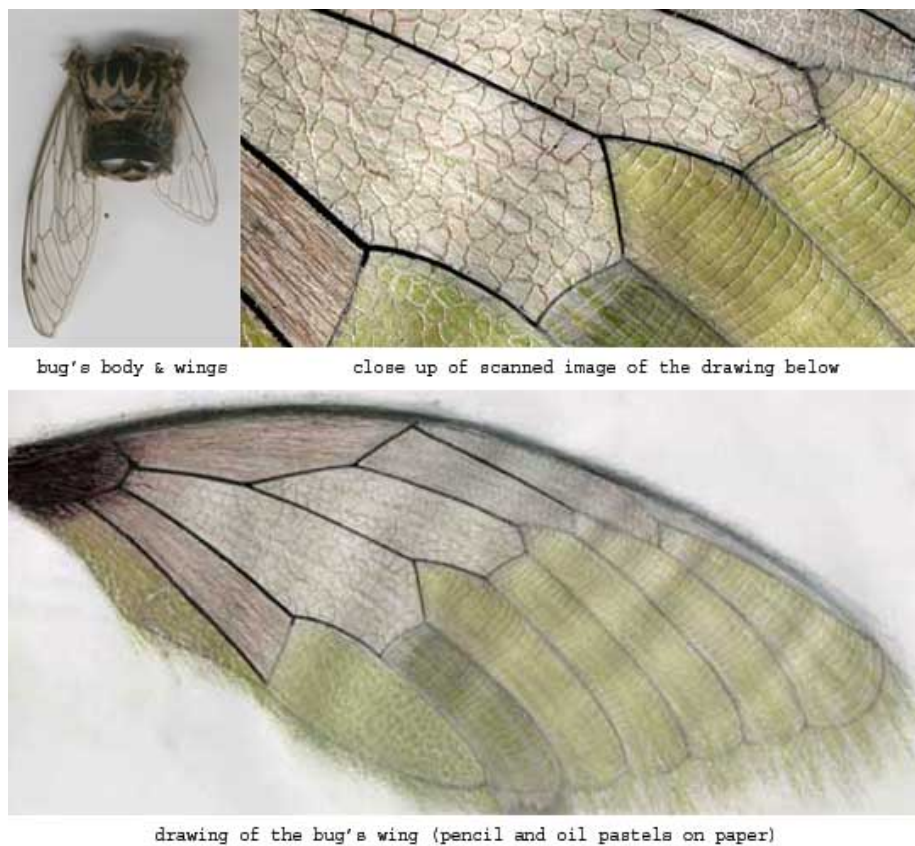 bug's body & wings
close up of scanned image of the drawing below
drawing of the bug's wing (pencil and oil pastels on paper)